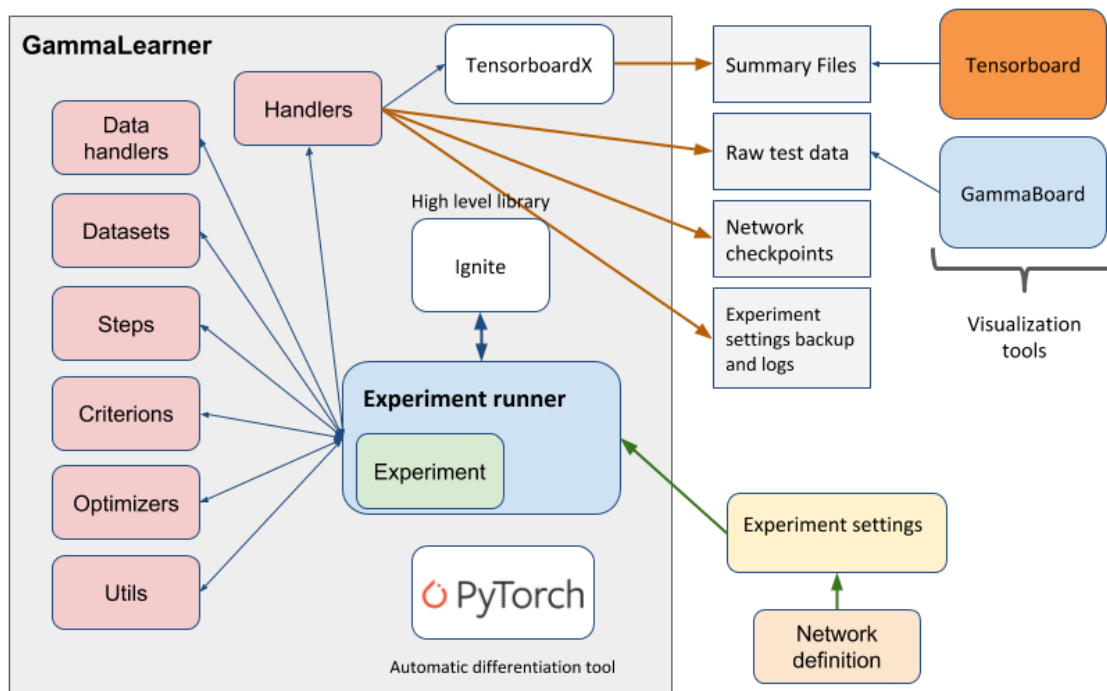 GammaLearner
TensorboardX
Summary Files
Tensorboard
Handlers
Data
handlers
Raw test data
GammaBoard
High level library
Datasets
Network
checkpoints
Ignite
Steps
Experiment
settings backup
and logs
Visualization
tools
Experiment runner
Criterions
Experiment
Optimizers
Experiment settings
Utils
PyTorch
Network
definition
Automatic differentiation tool